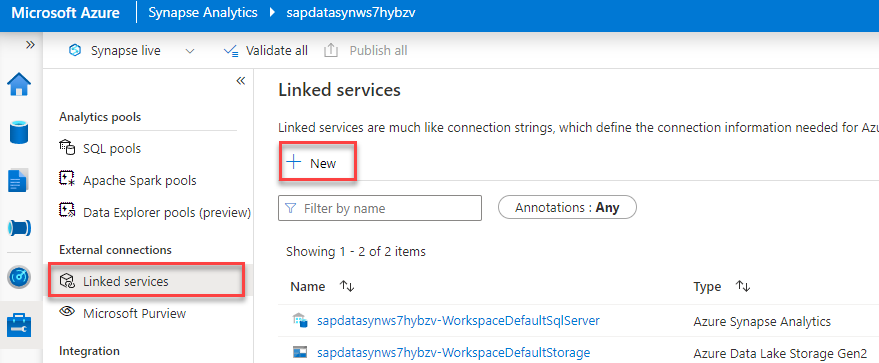 Microsoft Azure
Synapse Analytics
sapdatasynws7hybzv
Synapse live
Validate all
Publish all
Analytics pools
SQL pools
Apache Spark pools
Data Explorer pools (preview)
External connections
Linked services
Microsoft Purview
Integration
Linked services
Linked services are much like connection strings, which define the connection information needed for Azu
New
Filter by name
Annotations : Any
Showing 1 - 2 of 2 items
Name
Type
sapdatasynws7hybzv-WorkspaceDefaultSqlServer
Azure Synapse Analytics
sapdatasynws7hybzv-WorkspaceDefaultStorage
Azure Data Lake Storage Gen2